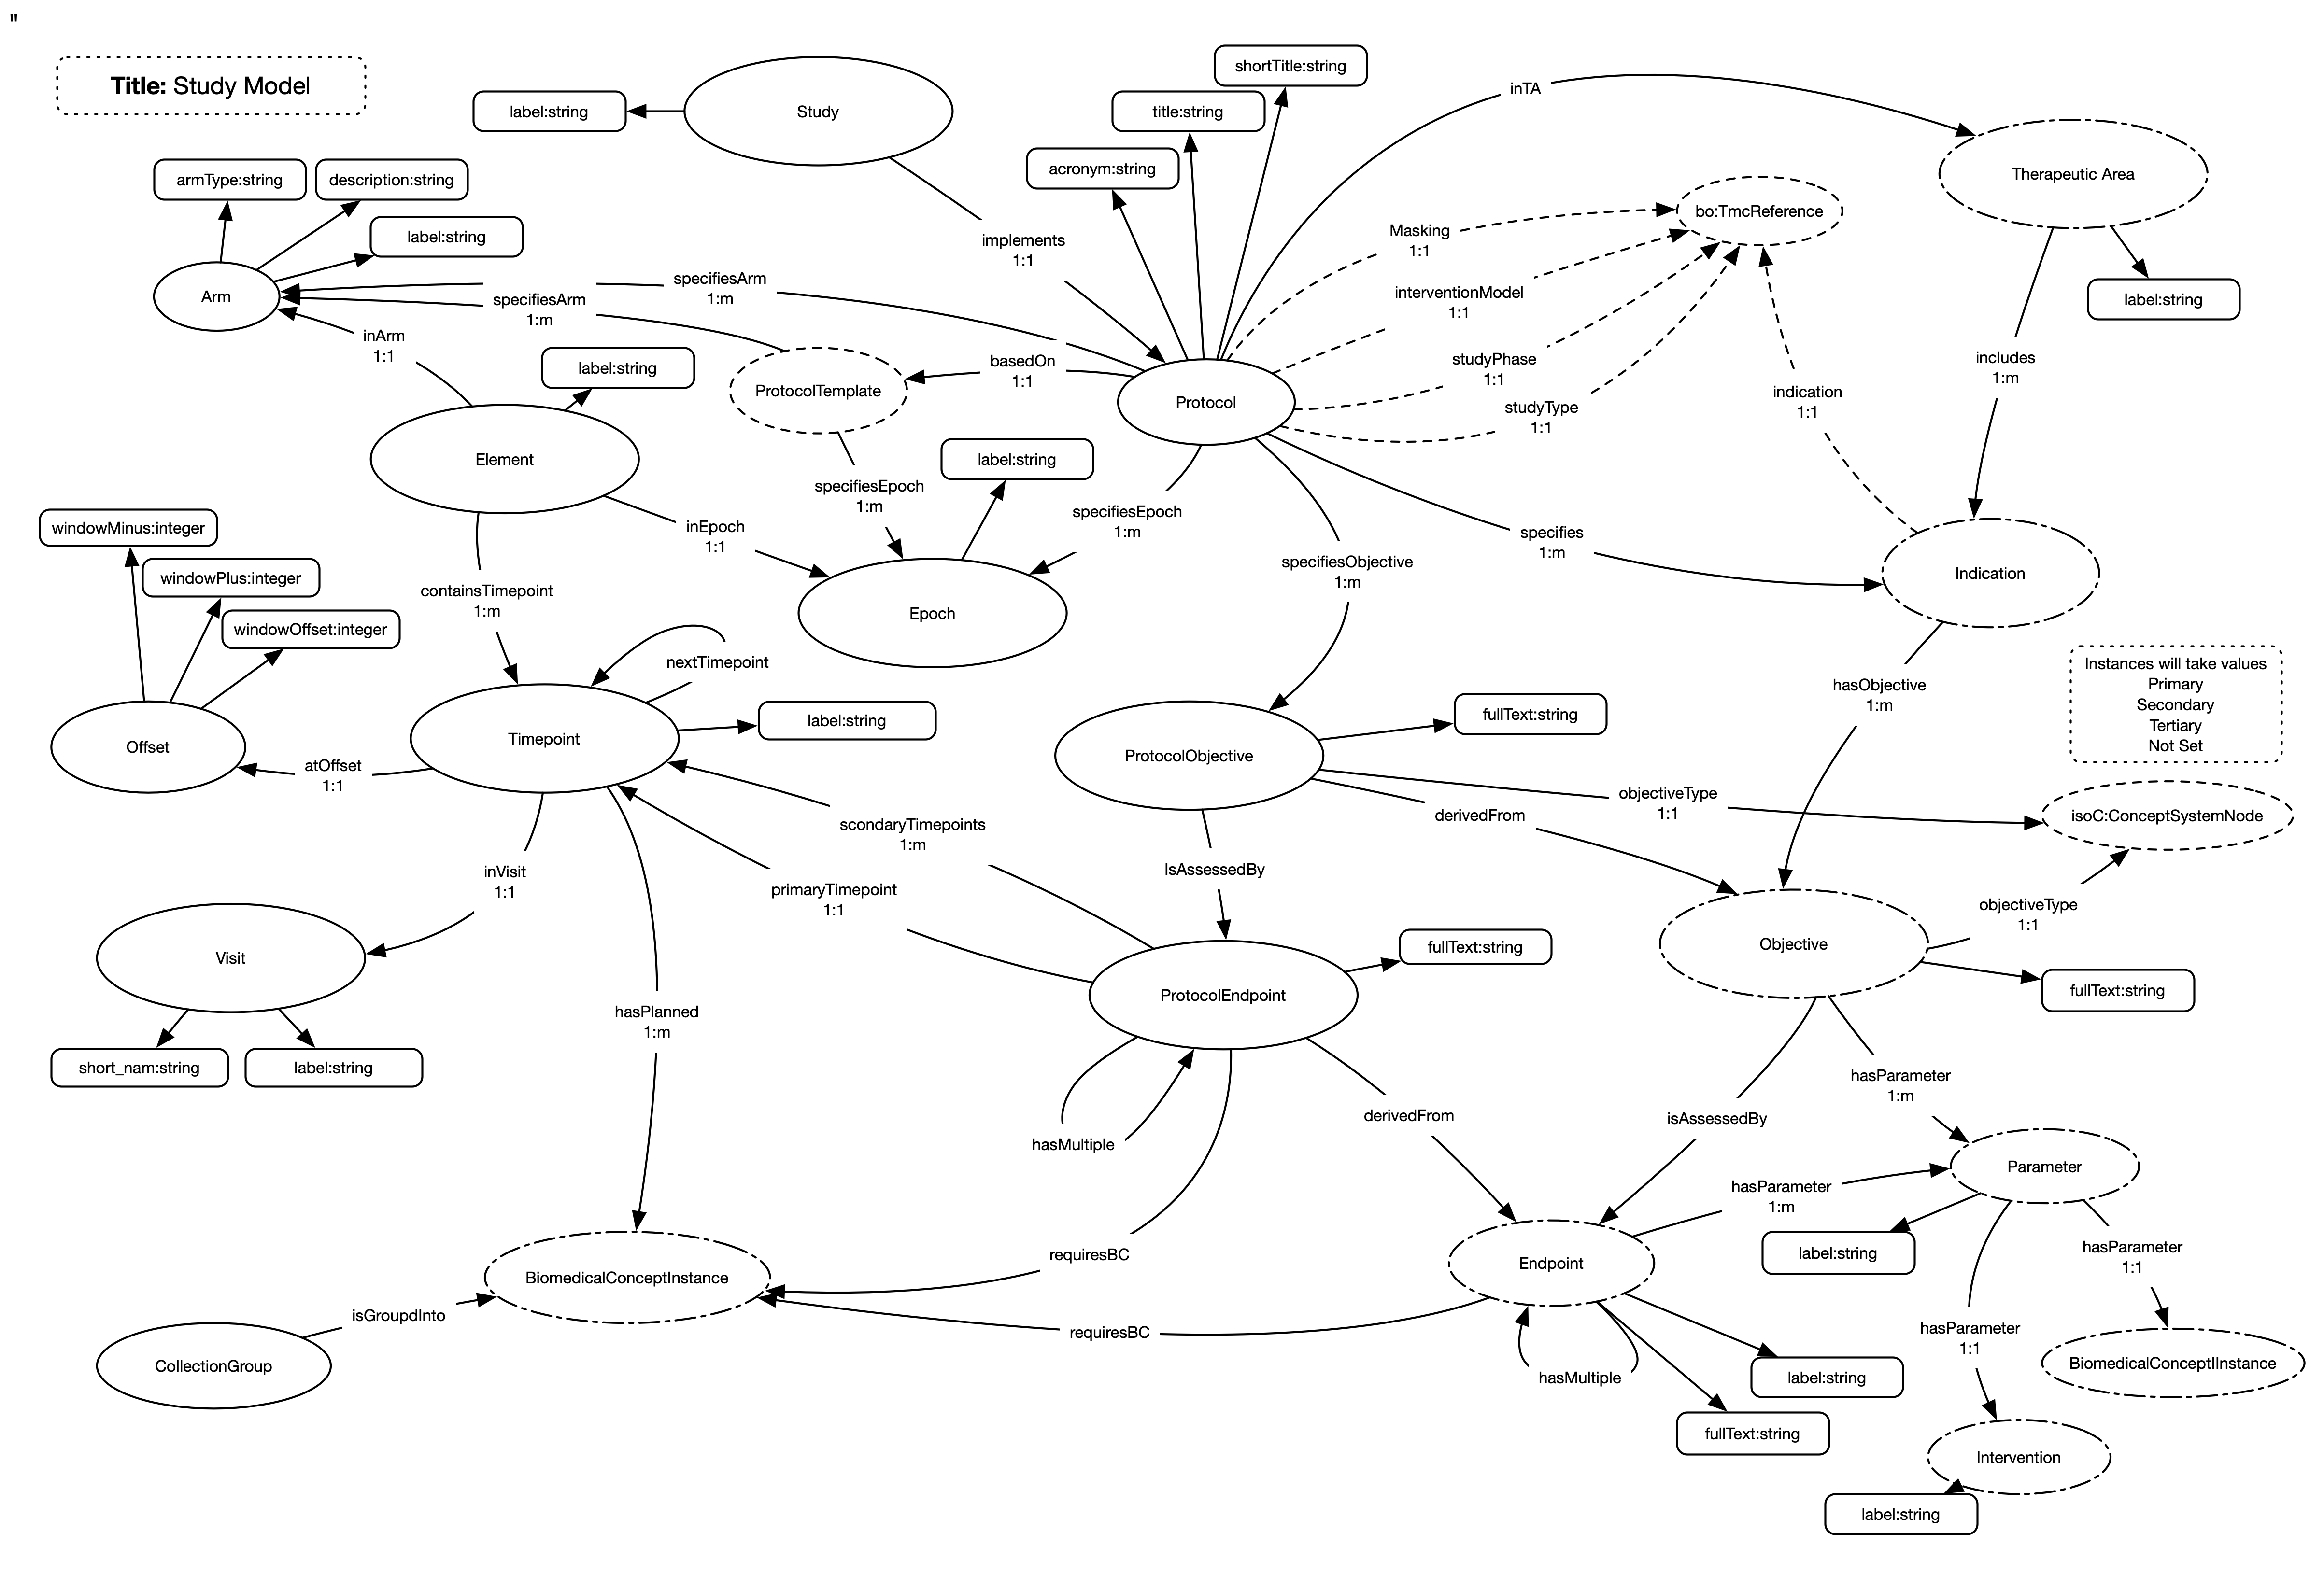 "
Title: Study Model
shortTitle:string
inTA
label:string
Study
title:string
acronym:string
Therapeutic Area
armType:string
description:string
label:string
implements
1:1
Masking
1:1
bo:TmcReference
label:string
Arm
specifiesArm
1:m
specifiesArm
1:m
interventionModel
1:1
inArm
1:1
label:string
ProtocolTemplate
basedOn
1:1
Protocol
studyPhase
1:1
studyType
1:1
indication
1:1
includes
1:m
Element
label:string
specifiesEpoch
1:m
specifiesEpoch
1:m
inEpoch
1:1
windowMinus:integer
windowPlus:integer
windowOffset:integer
containsTimepoint
1:m
Epoch
specifiesObjective
1:m
specifies
1:m
Indication
nextTimepoint
hasObjective
1:m
Instances will take values
Primary
Secondary
Tertiary
Not Set
Offset
atOffset
1:1
Timepoint
label:string
ProtocolObjective
fullText:string
objectiveType
1:1
derivedFrom
isoC:ConceptSystemNode
scondaryTimepoints
1:m
primaryTimepoint
1:1
IsAssessedBy
inVisit
1:1
objectiveType
1:1
Visit
Objective
fullText:string
fullText:string
ProtocolEndpoint
hasPlanned
1:m
short_nam:string
label:string
hasMultiple
derivedFrom
isAssessedBy
hasParameter
1:m
Parameter
hasParameter
1:m
label:string
hasParameter
1:1
requiresBC
Endpoint
BiomedicalConceptInstance
isGroupdInto
requiresBC
hasParameter
1:1
CollectionGroup
hasMultiple
label:string
BiomedicalConceptIInstance
fullText:string
Intervention
label:string